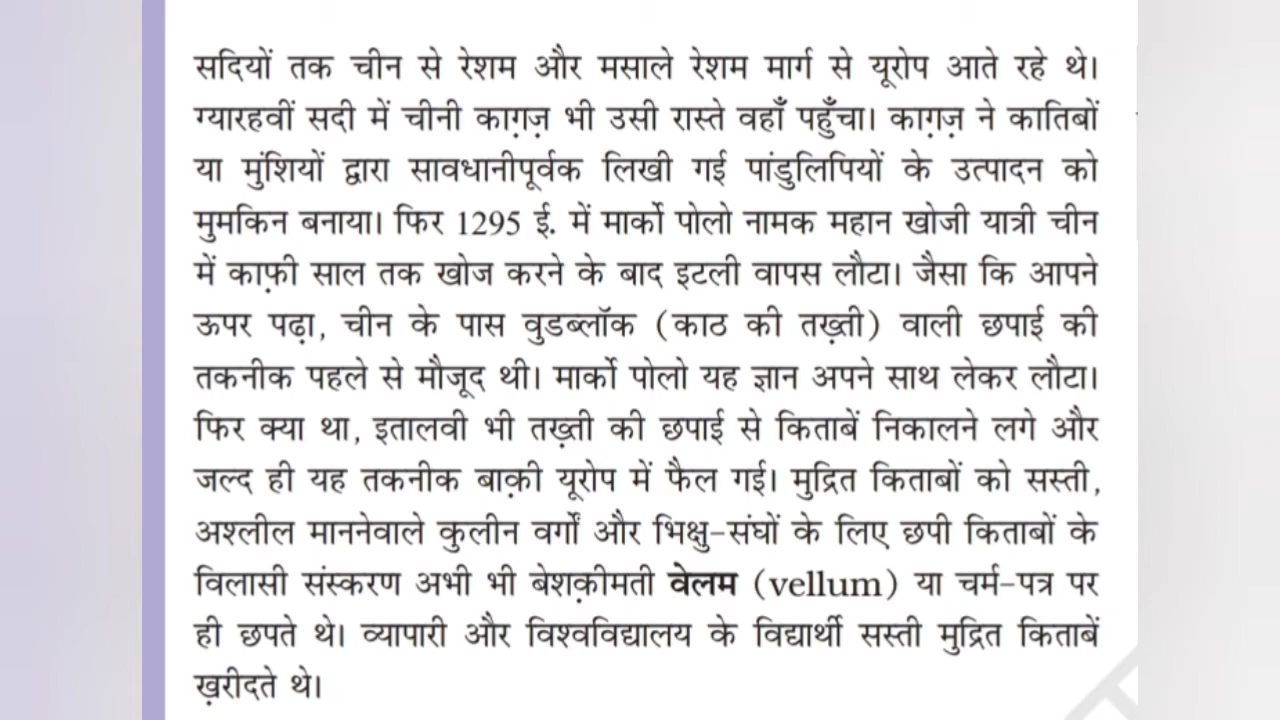 सदियों तक चीन से रेशम और मसाले रेशम मार्ग से यूरोप आते रहे थे।
ग्यारहवीं सदी में चीनी काग़ज़ भी उसी रास्ते वहाँ पहुँचा। काग़ज़ ने कातिबों
या मुंशियों द्वारा सावधानीपूर्वक लिखी गई पांडुलिपियों के उत्पादन को
मुमकिन बनाया। फिर 1295 ई. में मार्को पोलो नामक महान खोजी यात्री चीन
में काफ़ी साल तक खोज करने के बाद इटली वापस लौटा। जैसा कि आपने
ऊपर पढ़ा, चीन के पास वुडब्लॉक (काठ की तख़्ती) वाली छपाई की
तकनीक पहले से मौजूद थी। मार्को पोलो यह ज्ञान अपने साथ लेकर लौटा।
फिर क्या था, इतालवी भी तख़्ती की छपाई से किताबें निकालने लगे और
जल्द ही यह तकनीक बाक़ी यूरोप में फैल गई। मुद्रित किताबों को सस्ती,
अश्लील माननेवाले कुलीन वर्गों और भिक्षु-संघों के लिए छपी किताबों के
विलासी संस्करण अभी भी बेशक़ीमती वेलम (vellum) या चर्म-पत्र पर
ही छपते थे। व्यापारी और विश्वविद्यालय के विद्यार्थी सस्ती मुद्रित किताबें
ख़रीदते थे।